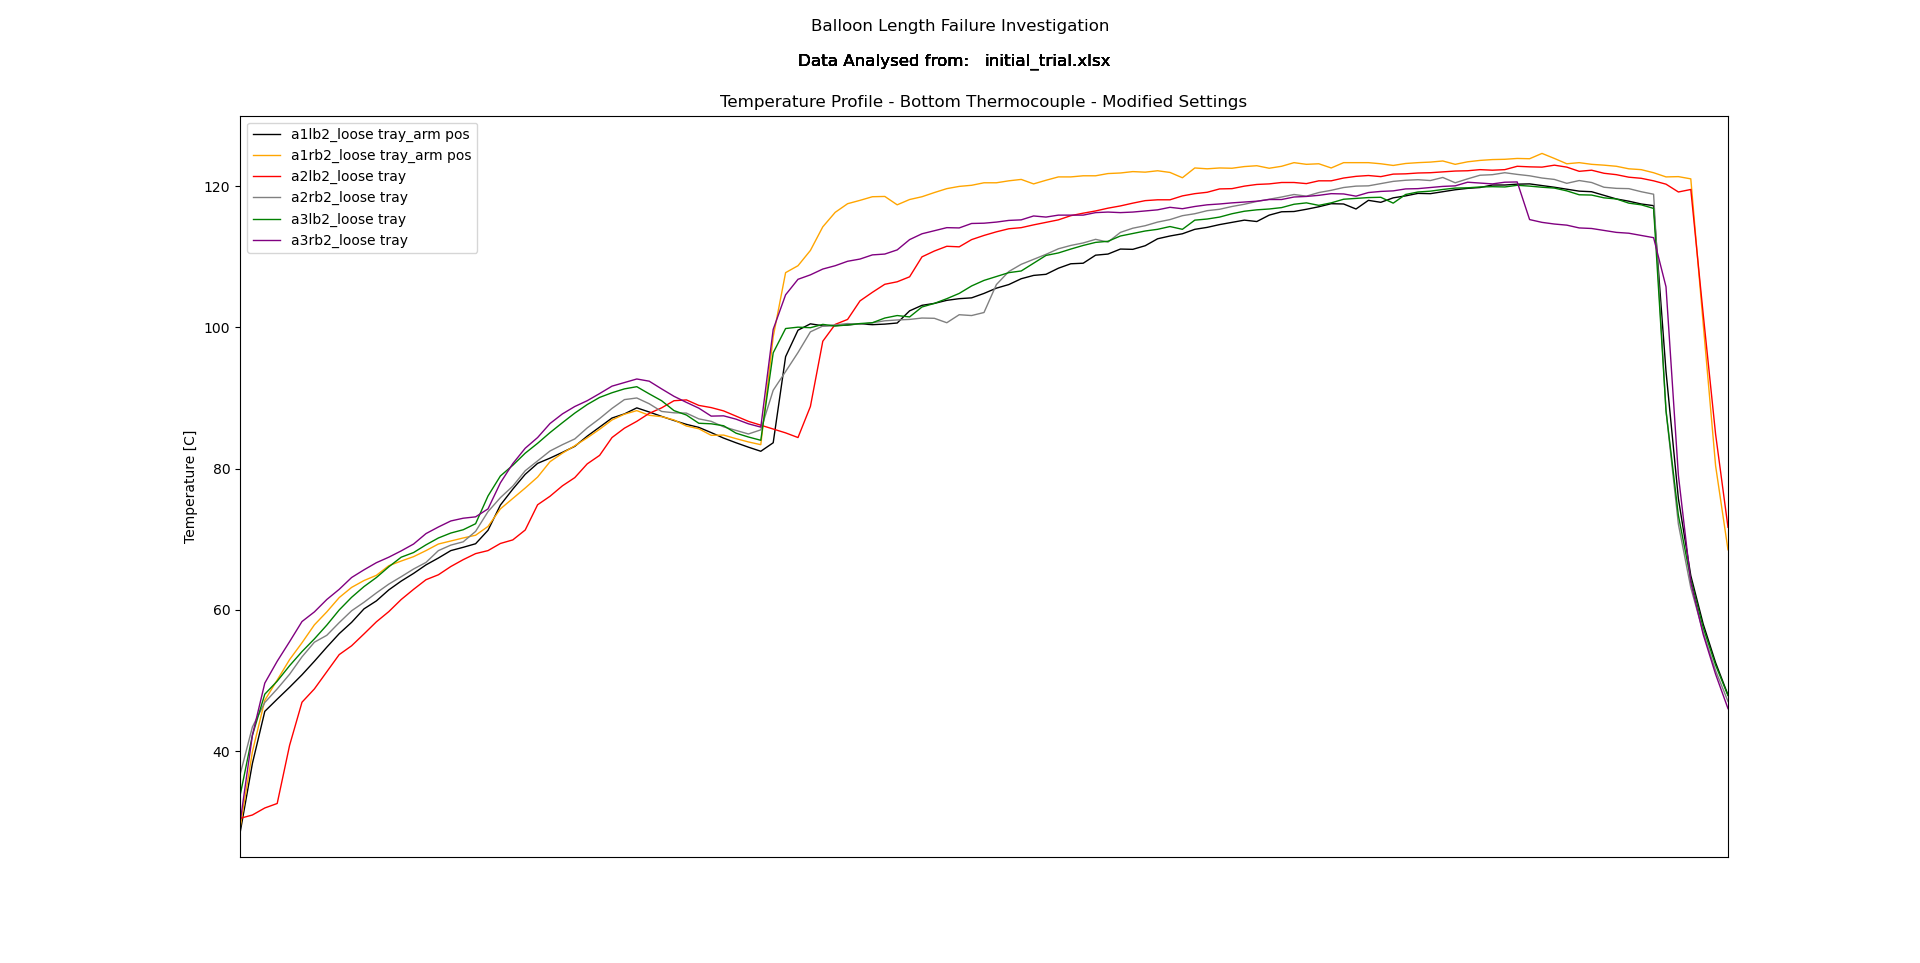 Balloon Length Failure Investigation
Data Analysed from:   initial_trial.xlsx
Temperature Profile - Bottom Thermocouple - Modified Settings
a1lb2_loose tray_arm pos
a1rb2_loose tray_arm pos
a2lb2_loose tray
a2rb2_loose tray
a3lb2_loose tray
a3rb2_loose tray
120
100
80
60
40
Temperature [C]